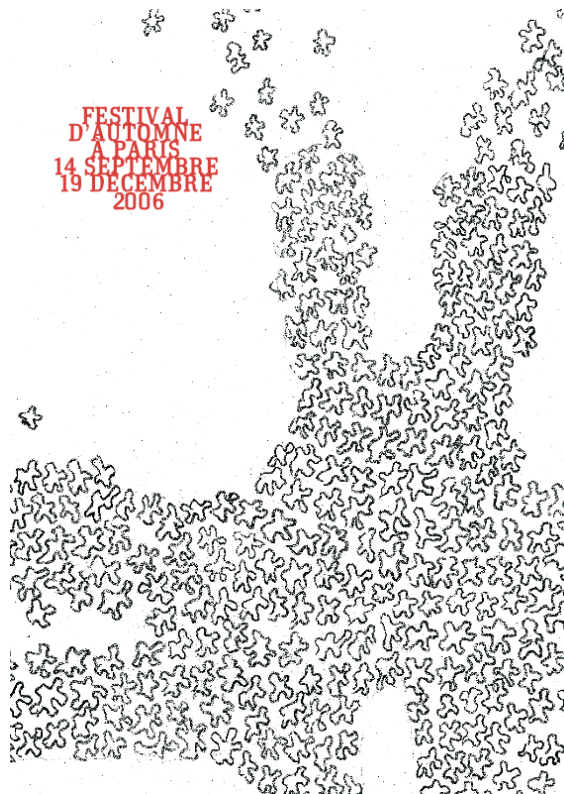 FESTIVAL
D'AUTOMNE
À PARIS
14 SEPTEMBRE
19 DÉCEMBRE
2006